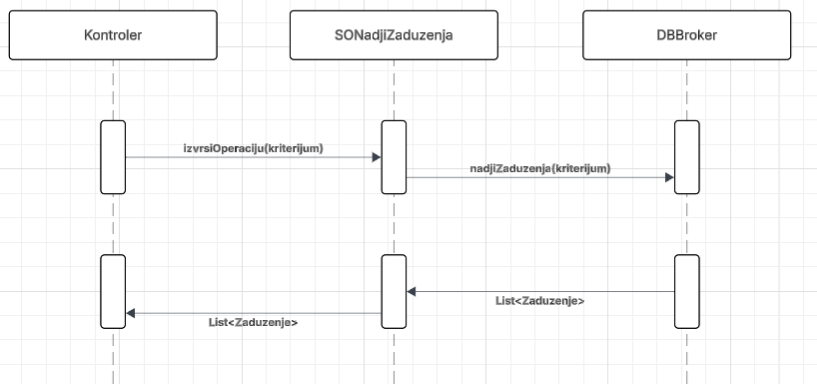 Kontroler
SONadjiZaduzenja
DBBroker
izvrsiOperaciju(kriterijum)
nadjiZaduzenja(kriterijum)
List<Zaduzenje>
List<Zaduzenje>